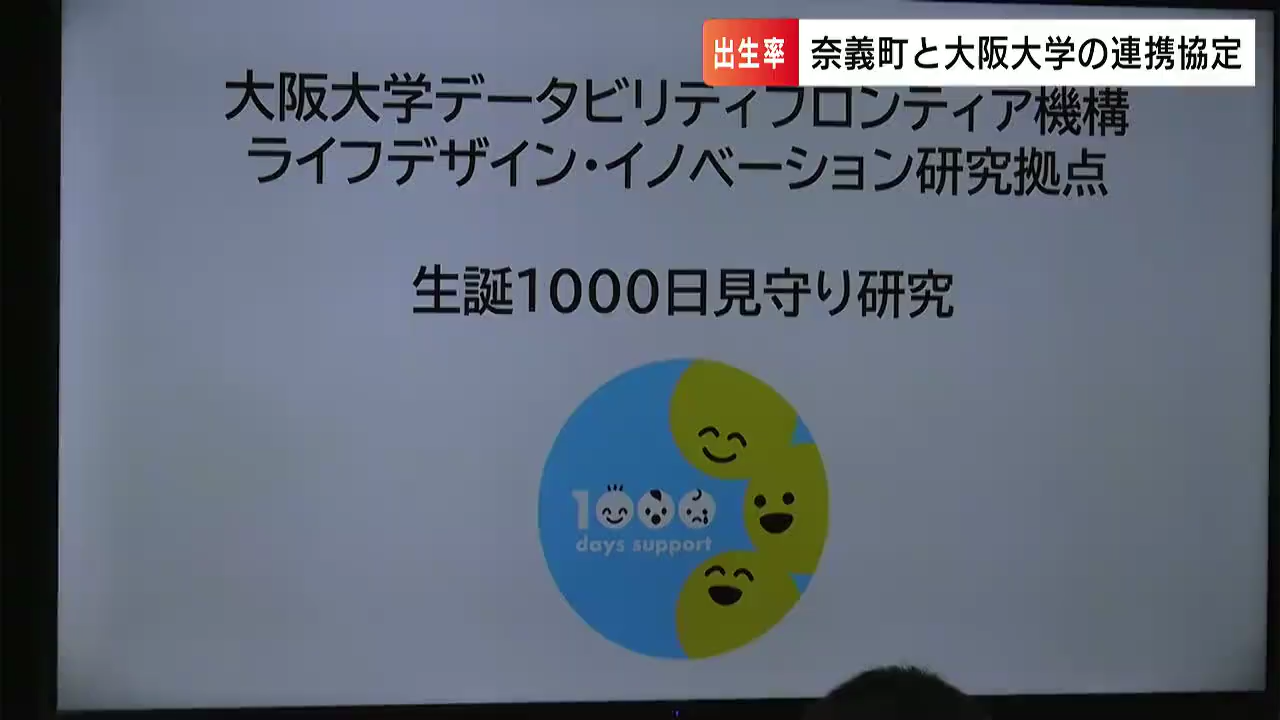 出生率 奈義町と大阪大学の連携協定
大阪大学データビリティフロンティア機構
ライフデザイン・イノベーション研究拠点
生誕1000日見守り研究
1000
days support